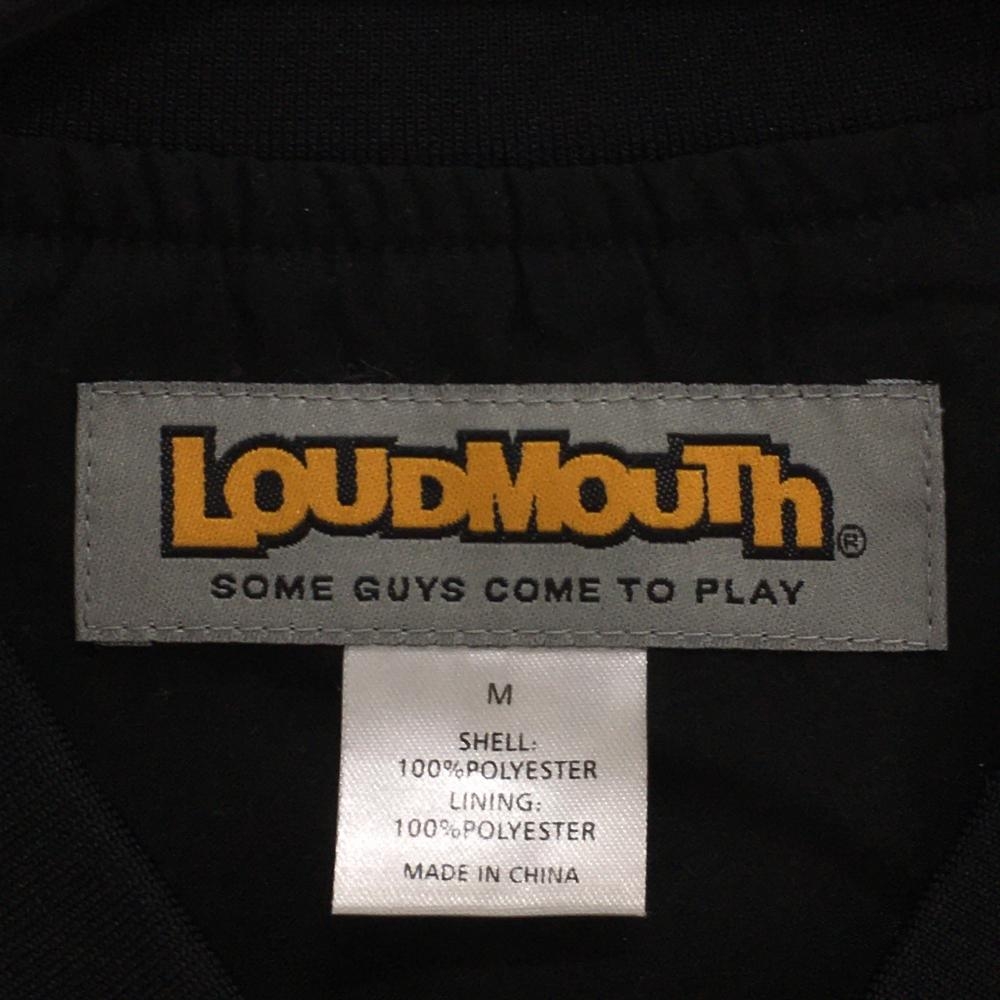 LOUDMOUTh®
SOME GUYS COME TO PLAY
M
SHELL:
100%POLYESTER
LINING:
100%POLYESTER
MADE IN CHINA